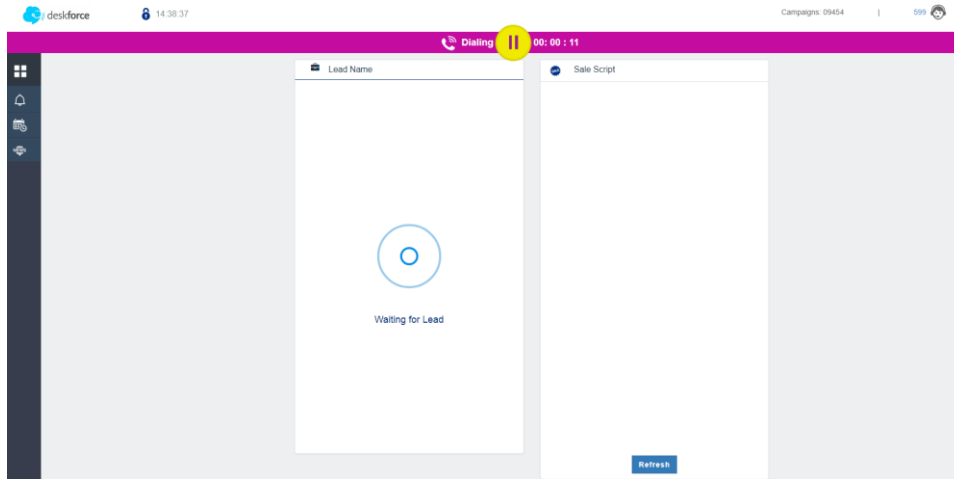 deskforce
14:38:37
Campaigns: 09454 | 599
Dialing 00: 00 : 11
Lead Name
Sale Script
Waiting for Lead
Refresh